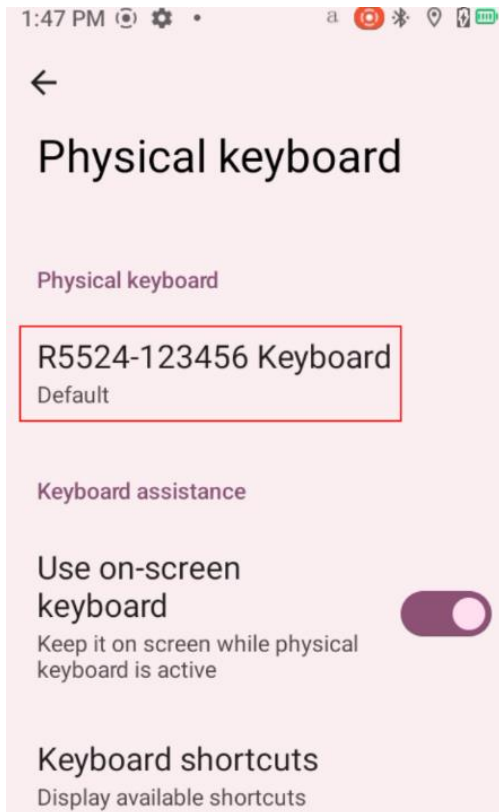 1:47 PM
a
Physical keyboard
Physical keyboard
R5524-123456 Keyboard
Default
Keyboard assistance
Use on-screen
keyboard
Keep it on screen while physical
keyboard is active
Keyboard shortcuts
Display available shortcuts